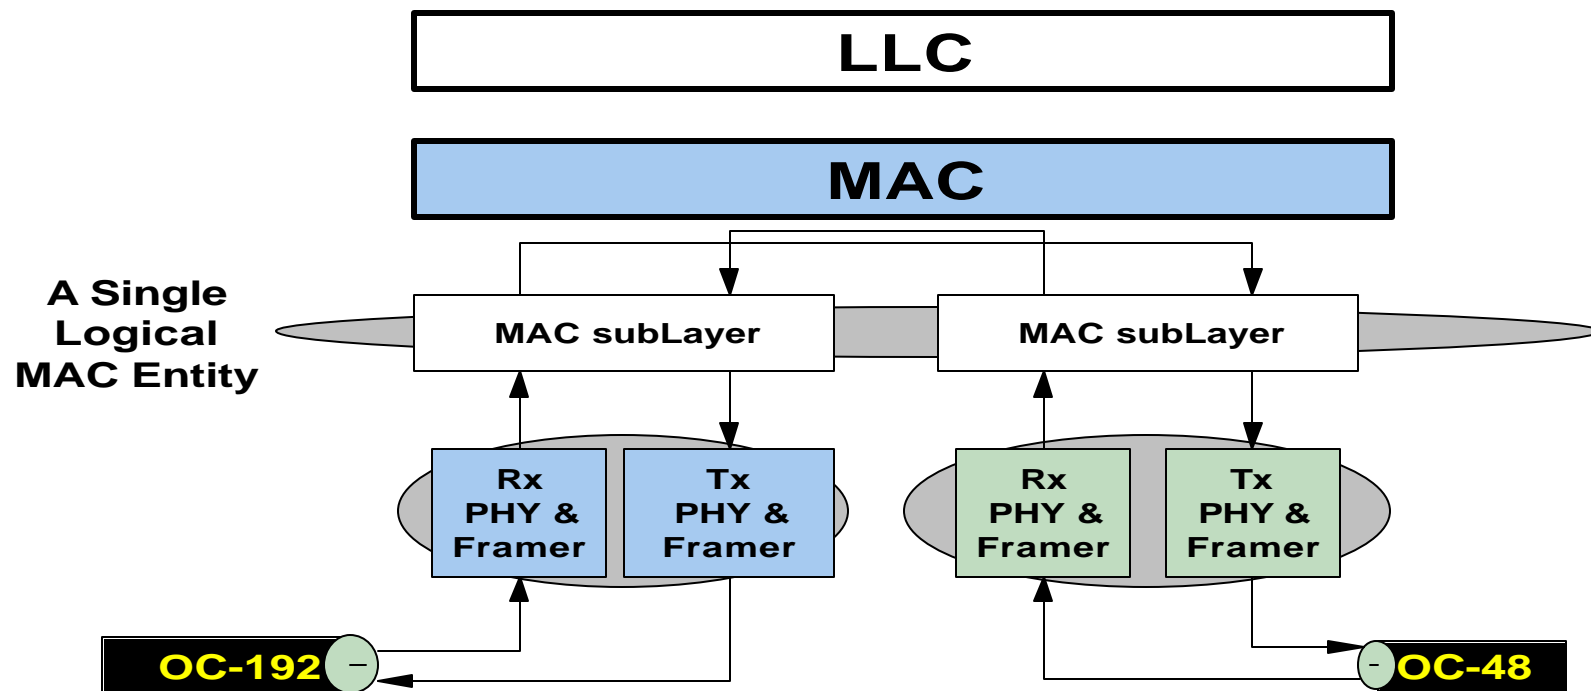 LLC
MAC
A Single
Logical
MAC Entity
MAC subLayer
MAC subLayer
Rx
PHY &
Framer
Tx
PHY &
Framer
Rx
PHY &
Framer
Tx
PHY &
Framer
OC-192
OC-48